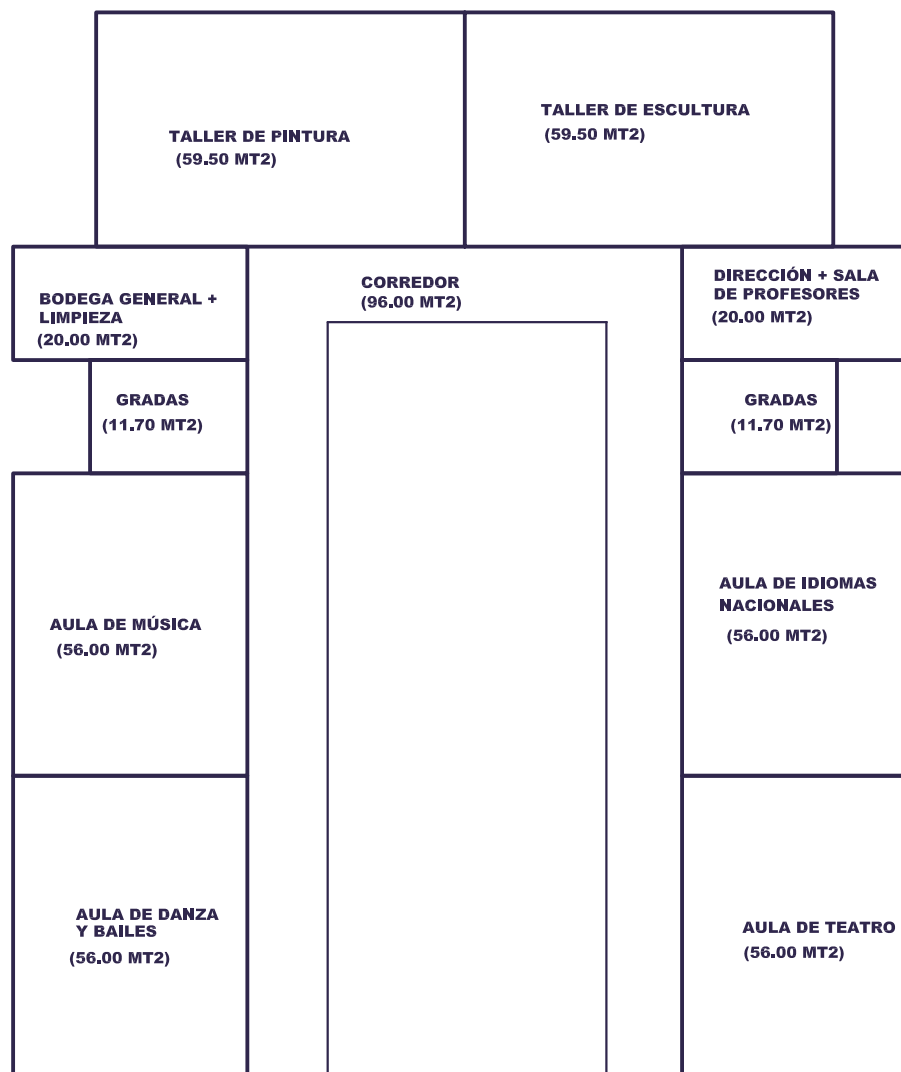 TALLER DE PINTURA
(59.50 MT2)
TALLER DE ESCULTURA
(59.50 MT2)
BODEGA GENERAL +
LIMPIEZA
(20.00 MT2)
CORREDOR
(96.00 MT2)
DIRECCIÓN + SALA
DE PROFESORES
(20.00 MT2)
GRADAS
(11.70 MT2)
GRADAS
(11.70 MT2)
AULA DE MÚSICA
(56.00 MT2)
AULA DE IDIOMAS
NACIONALES
(56.00 MT2)
AULA DE DANZA
Y BAILES
(56.00 MT2)
AULA DE TEATRO
(56.00 MT2)